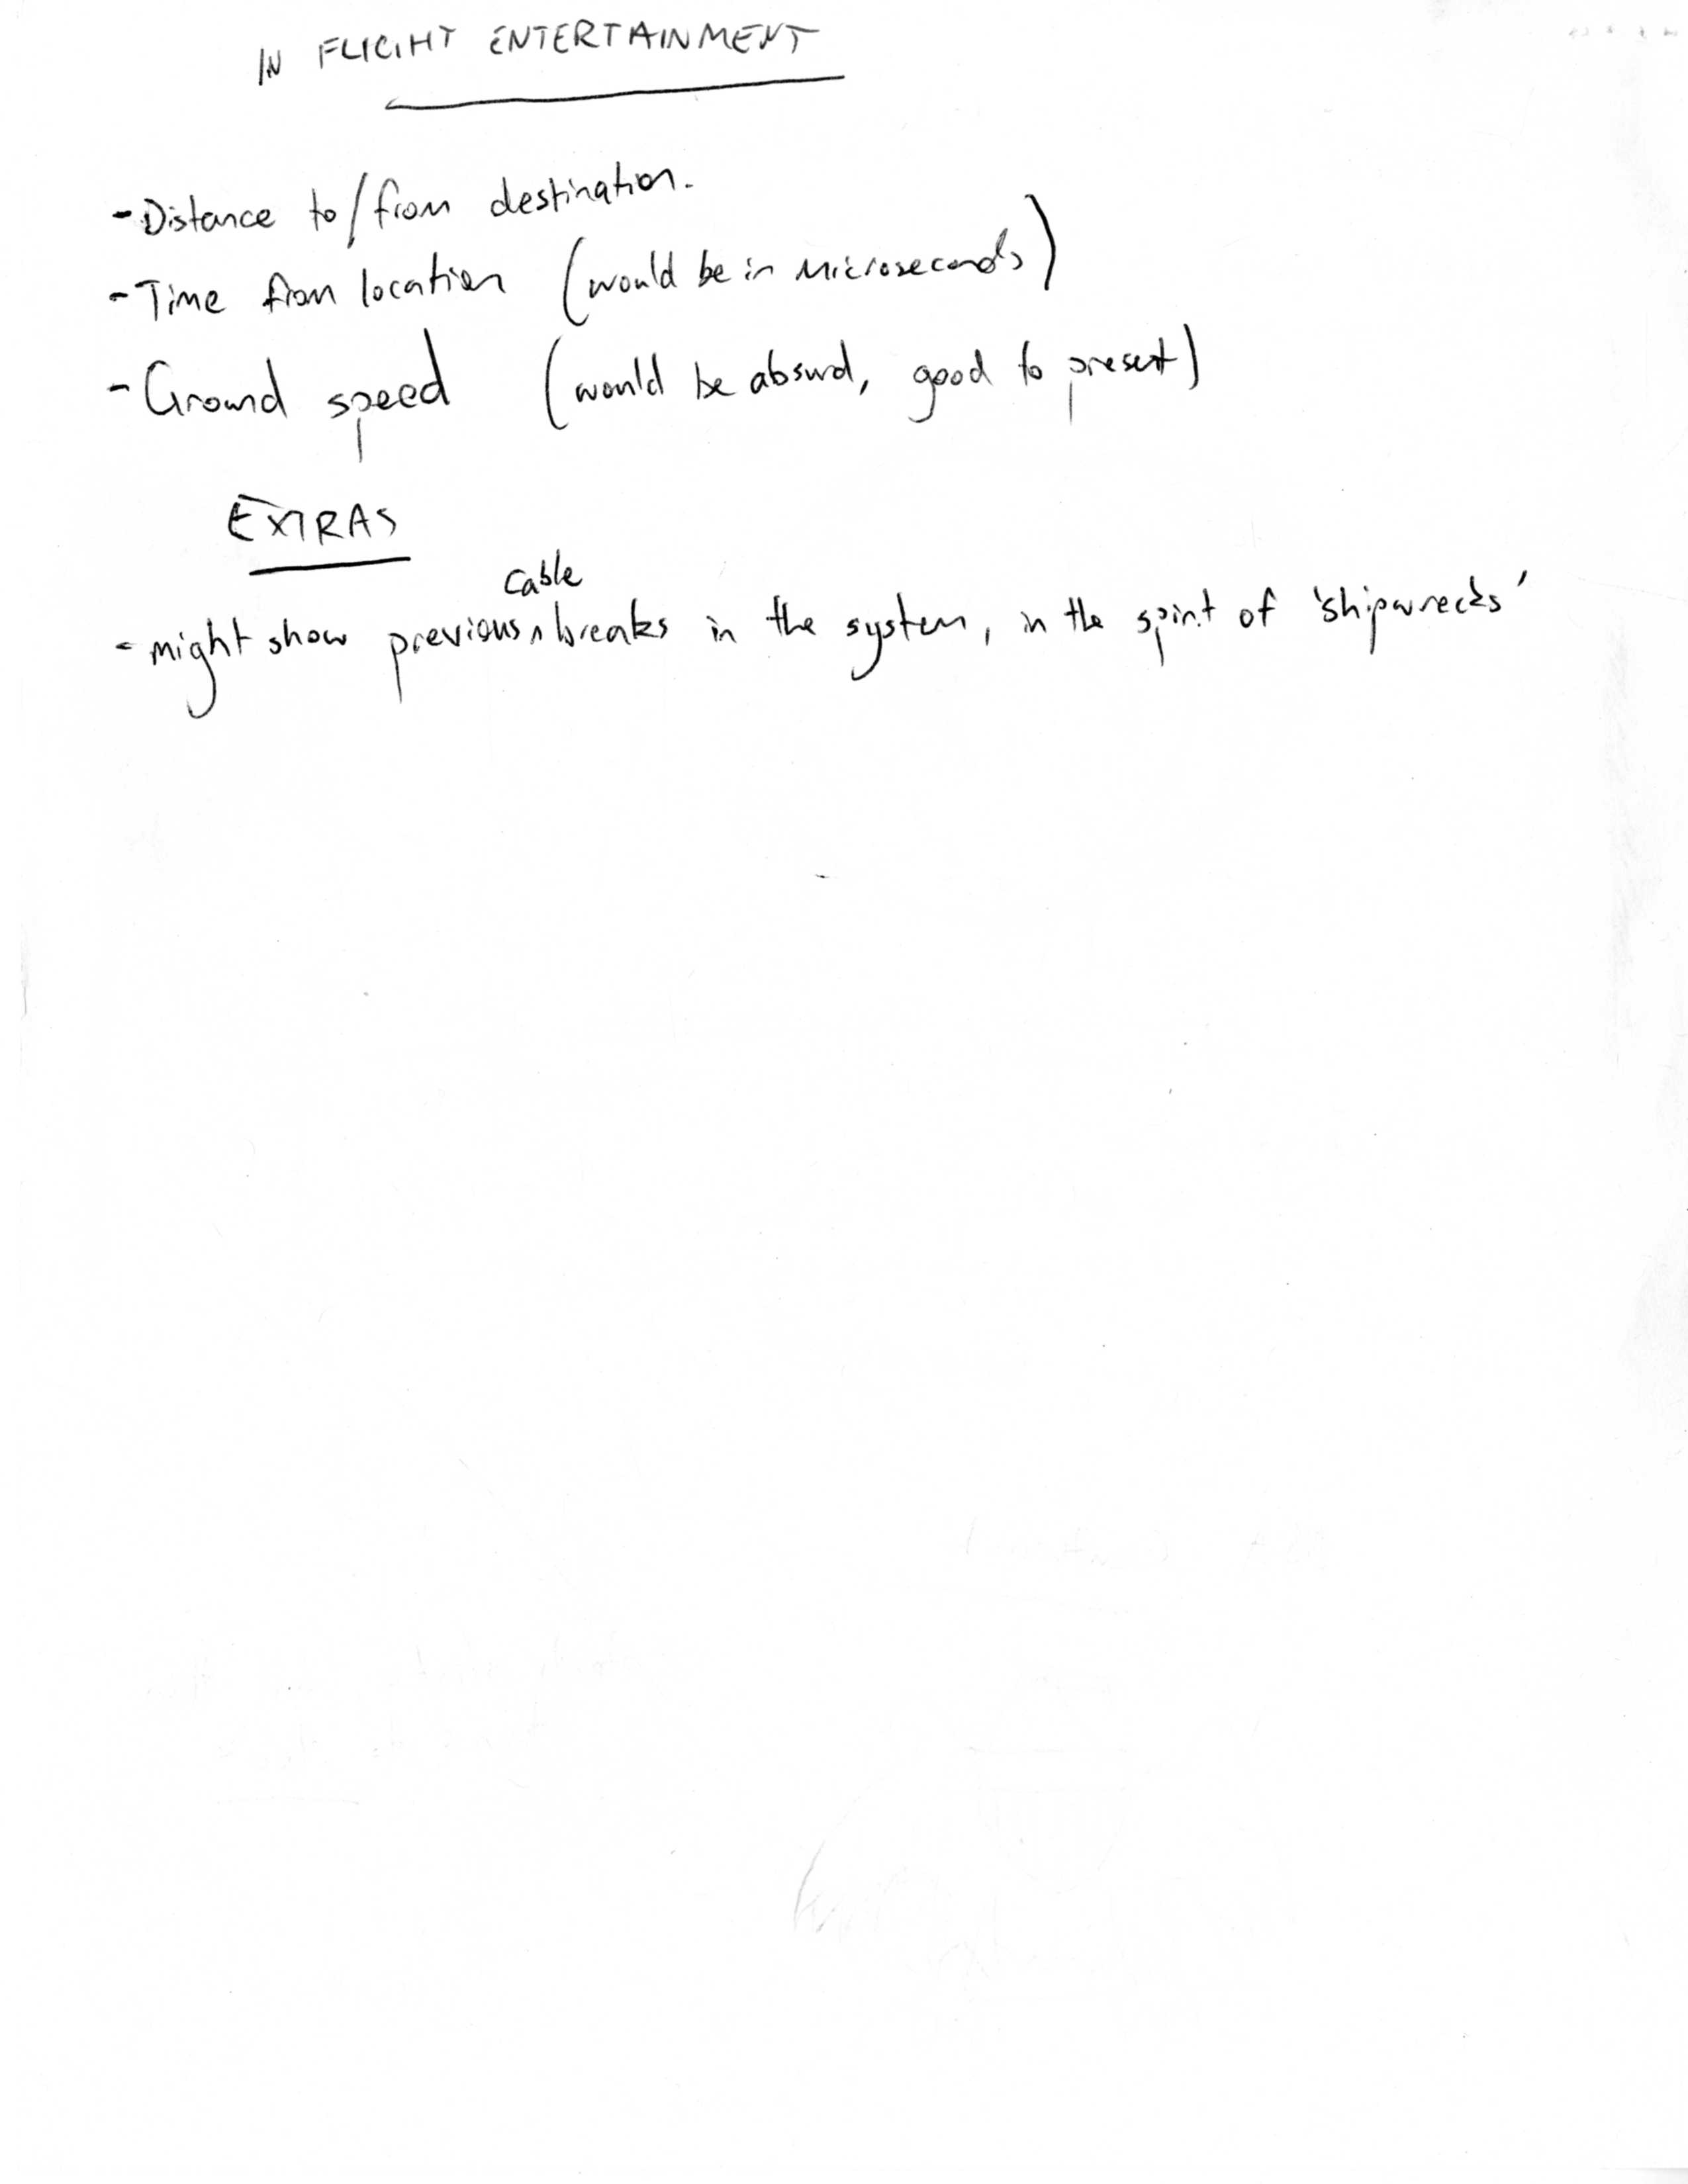 IN FLIGHT ENTERTAINMENT
- Distance to/from destination.
- Time from location (would be in microseconds)
- Ground speed (would be absurd, good to present)
EXTRAS
cable
- might show previous ^ breaks in the system, in the spirit of 'shipwrecks'